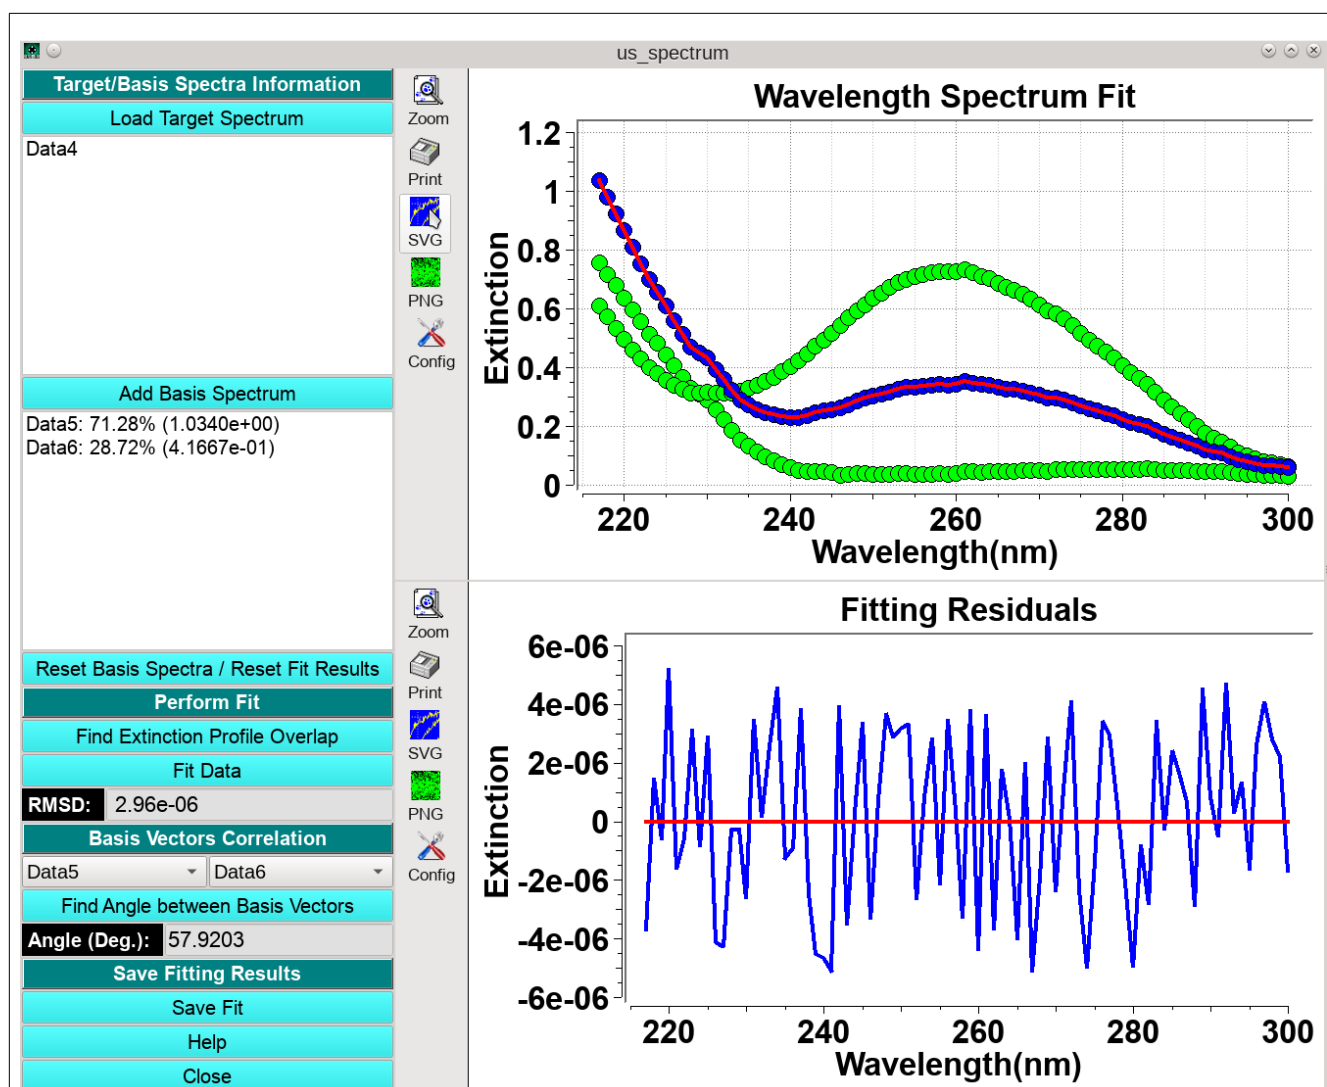 us_spectrum
Target/Basis Spectra Information
Load Target Spectrum
Data4
Add Basis Spectrum
Data5: 71.28% (1.0340e+00)
Data6: 28.72% (4.1667e-01)
Reset Basis Spectra / Reset Fit Results
Perform Fit
Find Extinction Profile Overlap
Fit Data
RMSD: 2.96e-06
Basis Vectors Correlation
Data5 Data6
Find Angle between Basis Vectors
Angle (Deg.): 57.9203
Save Fitting Results
Save Fit
Help
Close
Zoom
Print
SVG
PNG
Config
Wavelength Spectrum Fit
Extinction
1.2
1
0.8
0.6
0.4
0.2
0
220 240 260 280 300
Wavelength(nm)
Zoom
Print
SVG
PNG
Config
Fitting Residuals
Extinction
6e-06
4e-06
2e-06
0
-2e-06
-4e-06
-6e-06
220 240 260 280 300
Wavelength(nm)